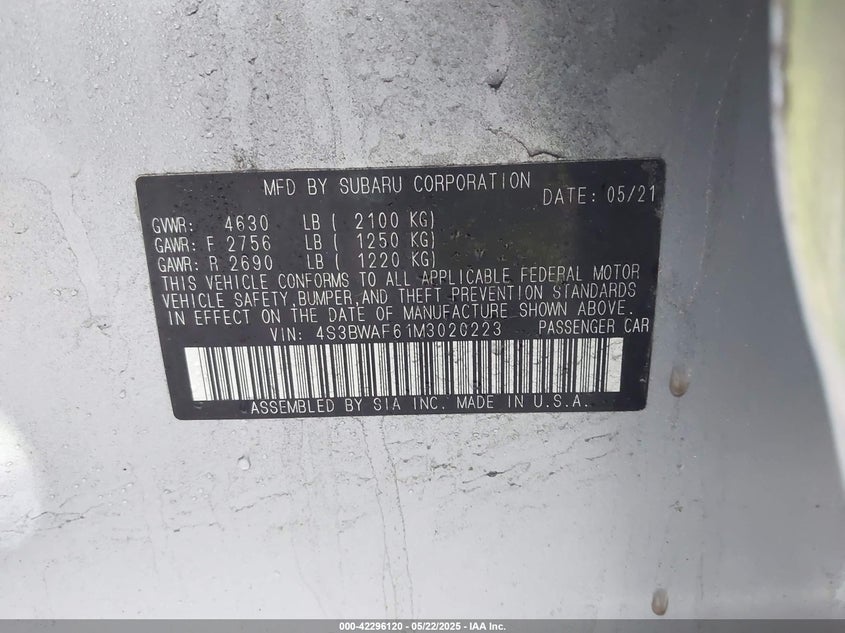 MFD BY SUBARU CORPORATION DATE: 05/21
GVWR: 4630 LB ( 2100 KG)
GAWR: F 2756 LB ( 1250 KG)
GAWR: R 2690 LB ( 1220 KG)
THIS VEHICLE CONFORMS TO ALL APPLICABLE FEDERAL MOTOR
VEHICLE SAFETY,BUMPER,AND THEFT PREVENTION STANDARDS
IN EFFECT ON THE DATE OF MANUFACTURE SHOWN ABOVE.
VIN: 4S3BWAF61M3020223 PASSENGER CAR
ASSEMBLED BY SIA INC. MADE IN U.S.A.
000-42296120 - 05/22/2025 - IAA Inc.